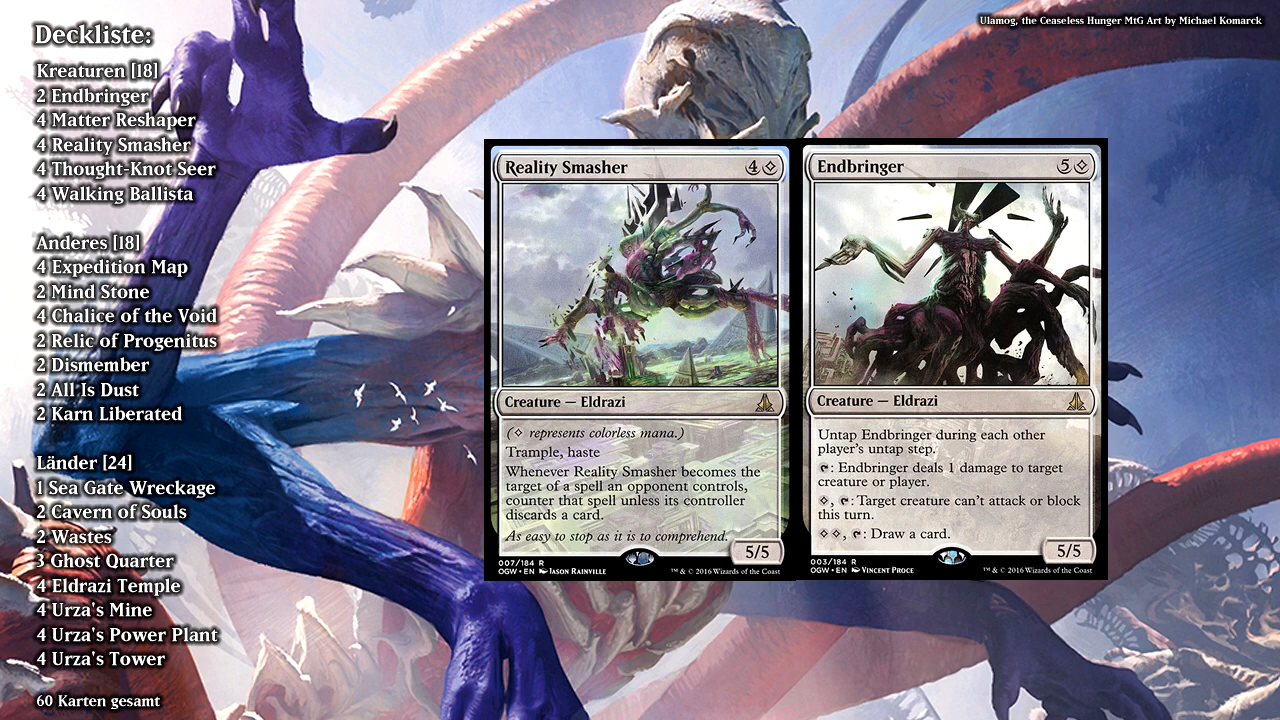 Deckliste:
Kreaturen [18]
2 Endbringer
4 Matter Reshaper
4 Reality Smasher
4 Thought-Knot Seer
4 Walking Ballista
Anderes [18]
4 Expedition Map
2 Mind Stone
4 Chalice of the Void
2 Relic of Progenitus
2 Dismember
2 All Is Dust
2 Karn Liberated
Länder [24]
1 Sea Gate Wreckage
2 Cavern of Souls
2 Wastes
3 Ghost Quarter
4 Eldrazi Temple
4 Urza's Mine
4 Urza's Power Plant
4 Urza's Tower
60 Karten gesamt
Ulamog, the Ceaseless Hunger MtG Art by Michael Komarck
Reality Smasher 4
Creature — Eldrazi
( represents colorless mana.)
Trample, haste
Whenever Reality Smasher becomes the
target of a spell an opponent controls,
counter that spell unless its controller
discards a card.
As easy to stop as it is to comprehend.
5/5
007/184 R
OGW • EN Jason Rainville
™ & © 2016 Wizards of the Coast
Endbringer 5
Creature — Eldrazi
Untap Endbringer during each other
player's untap step.
: Endbringer deals 1 damage to target
creature or player.
, : Target creature can't attack or block
this turn.
, : Draw a card.
5/5
003/184 R
OGW • EN Vincent Proce
™ & © 2016 Wizards of the Coast